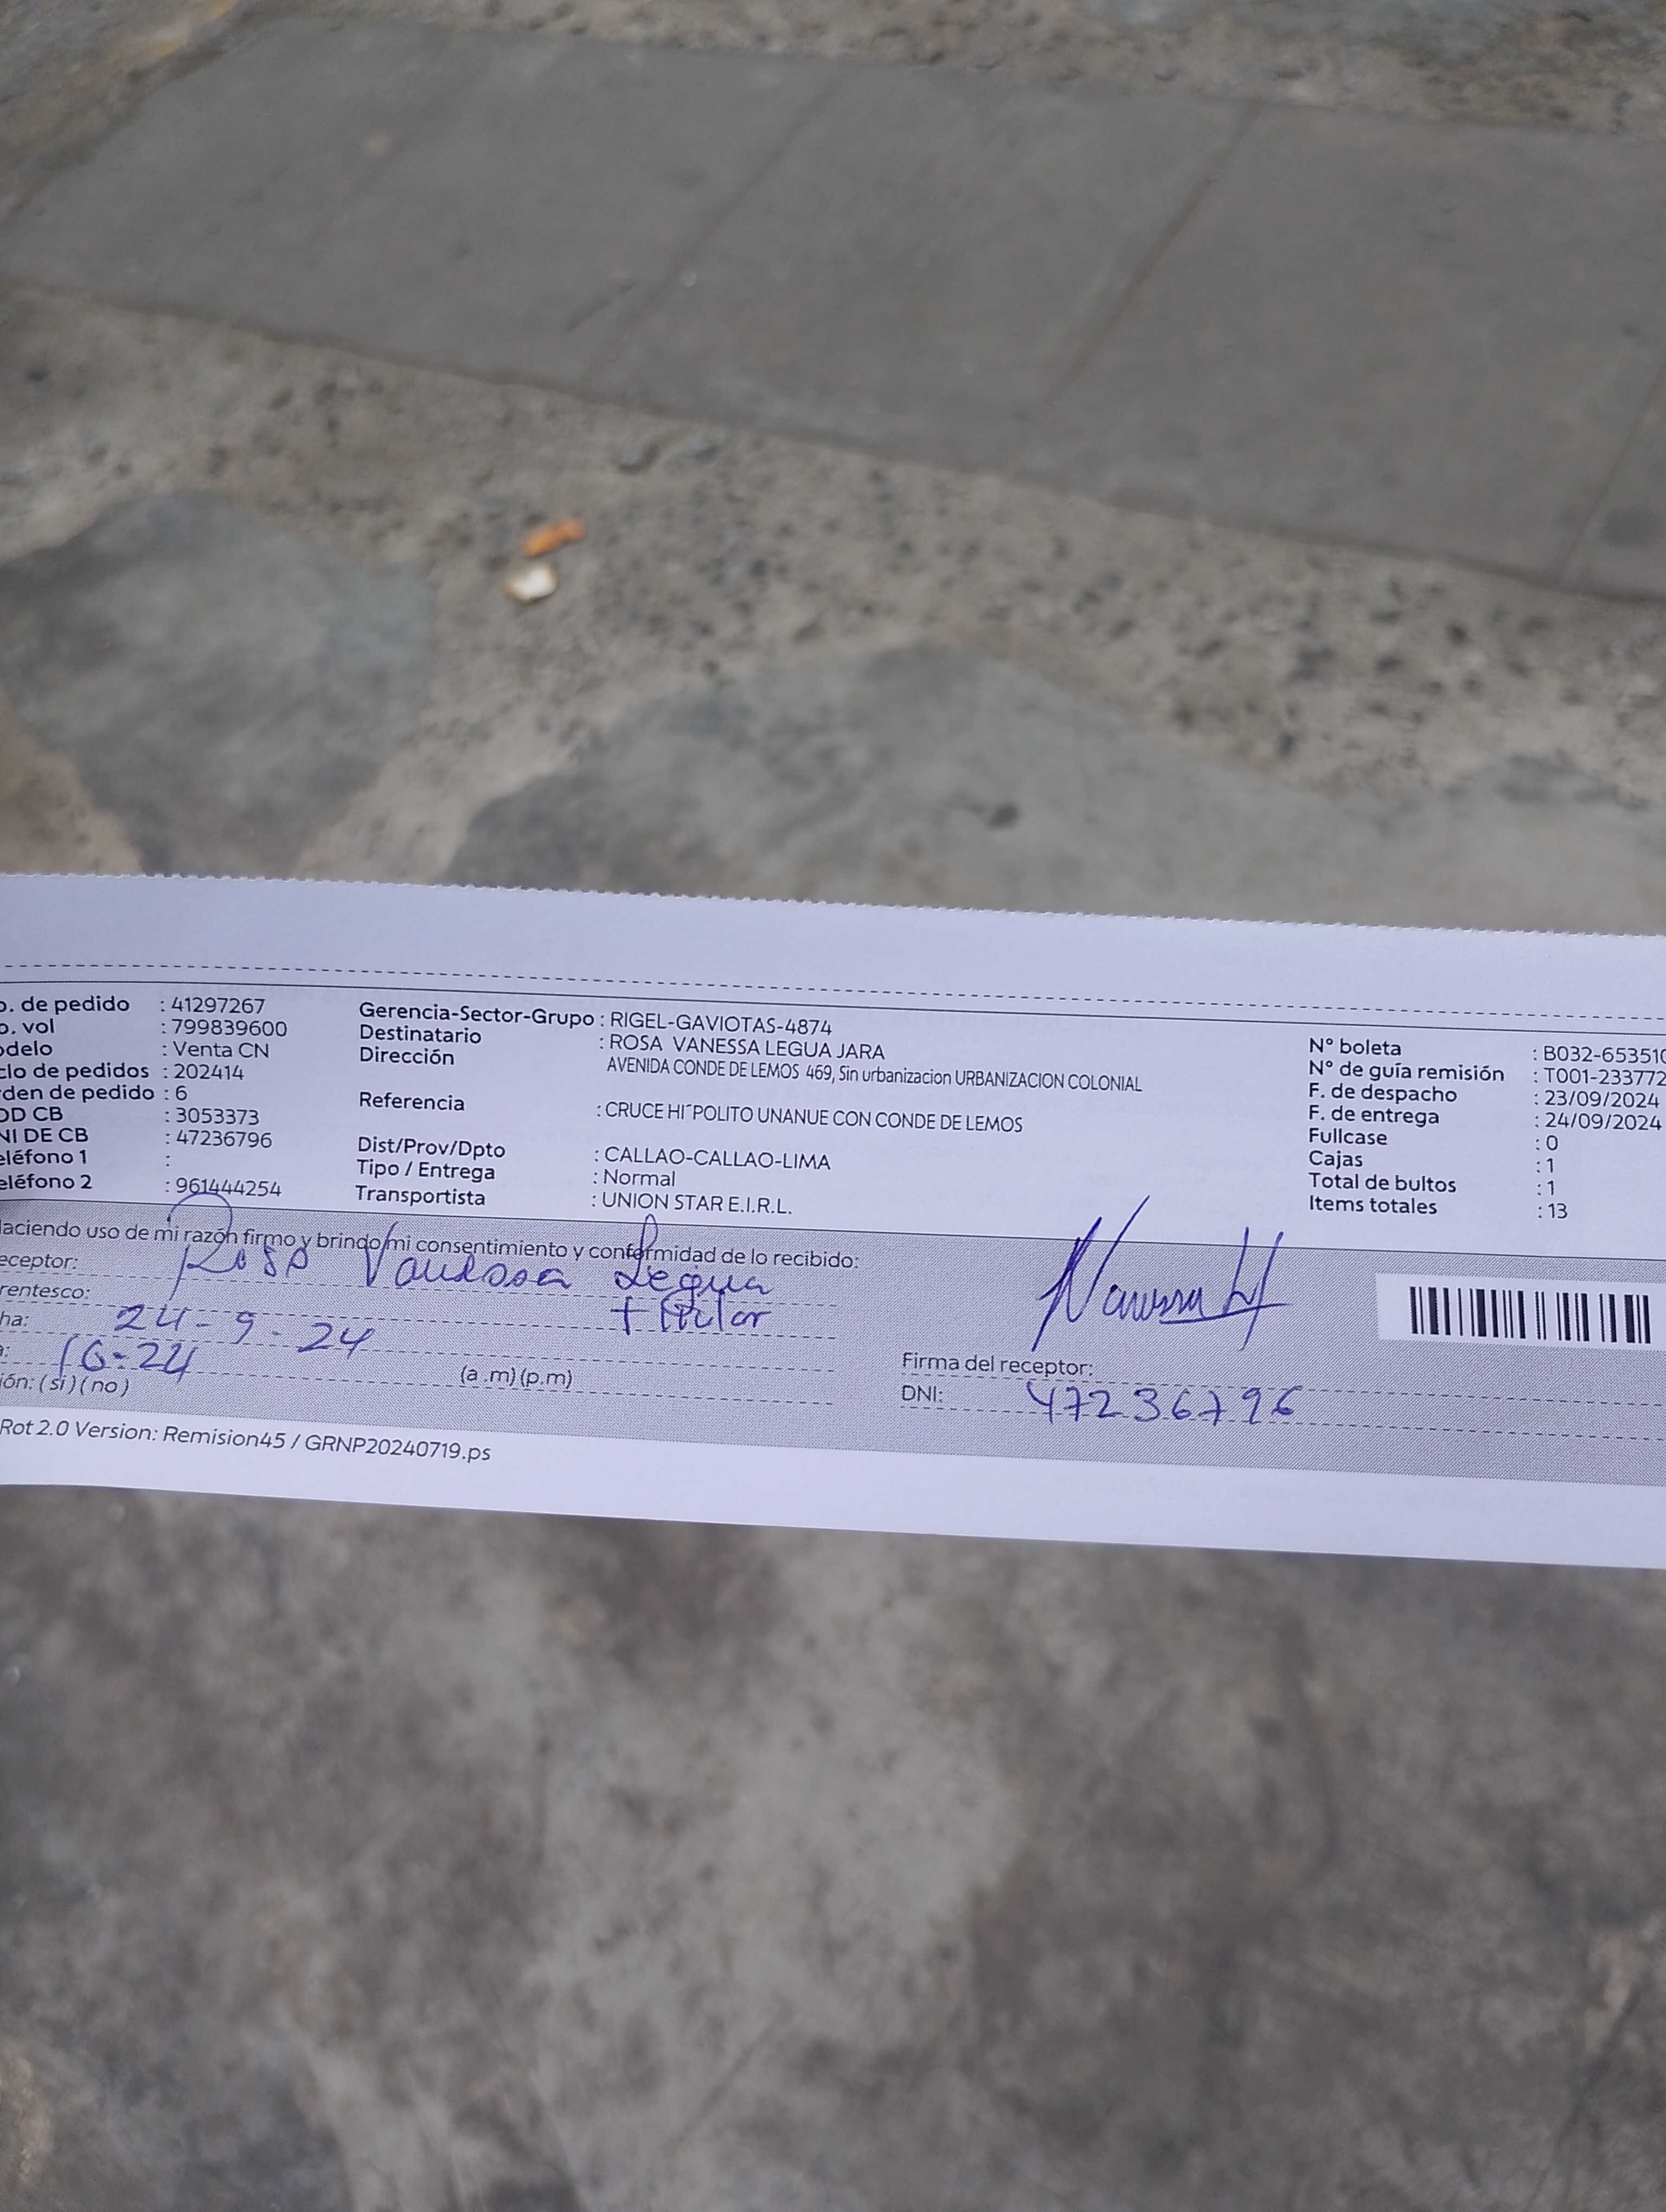 o. de pedido : 41297267
o. vol : 799839600
odelo : Venta CN
clo de pedidos : 202414
rden de pedido : 6
OD CB : 3053373
NI DE CB : 47236796
eléfono 1 :
eléfono 2 : 961444254
Gerencia-Sector-Grupo : RIGEL-GAVIOTAS-4874
Destinatario : ROSA VANESSA LEGUA JARA
Dirección AVENIDA CONDE DE LEMOS 469, Sin urbanizacion URBANIZACION COLONIAL
Referencia : CRUCE HI´POLITO UNANUE CON CONDE DE LEMOS
Dist/Prov/Dpto : CALLAO-CALLAO-LIMA
Tipo / Entrega : Normal
Transportista : UNION STAR E.I.R.L.
N° boleta : B032-653510
N° de guía remisión : T001-233772
F. de despacho : 23/09/2024
F. de entrega : 24/09/2024
Fullcase : 0
Cajas : 1
Total de bultos : 1
Items totales : 13
Haciendo uso de mi razón firmo y brindo mi consentimiento y conformidad de lo recibido:
eceptor: Rosa Vanessa Legua
rentesco: titular
ha: 24-9-24
a: 16:24 (a .m) (p.m)
ión: (si) (no)
Firma del receptor:
DNI: 47236796
Rot 2.0 Version: Remision45 / GRNP20240719.ps